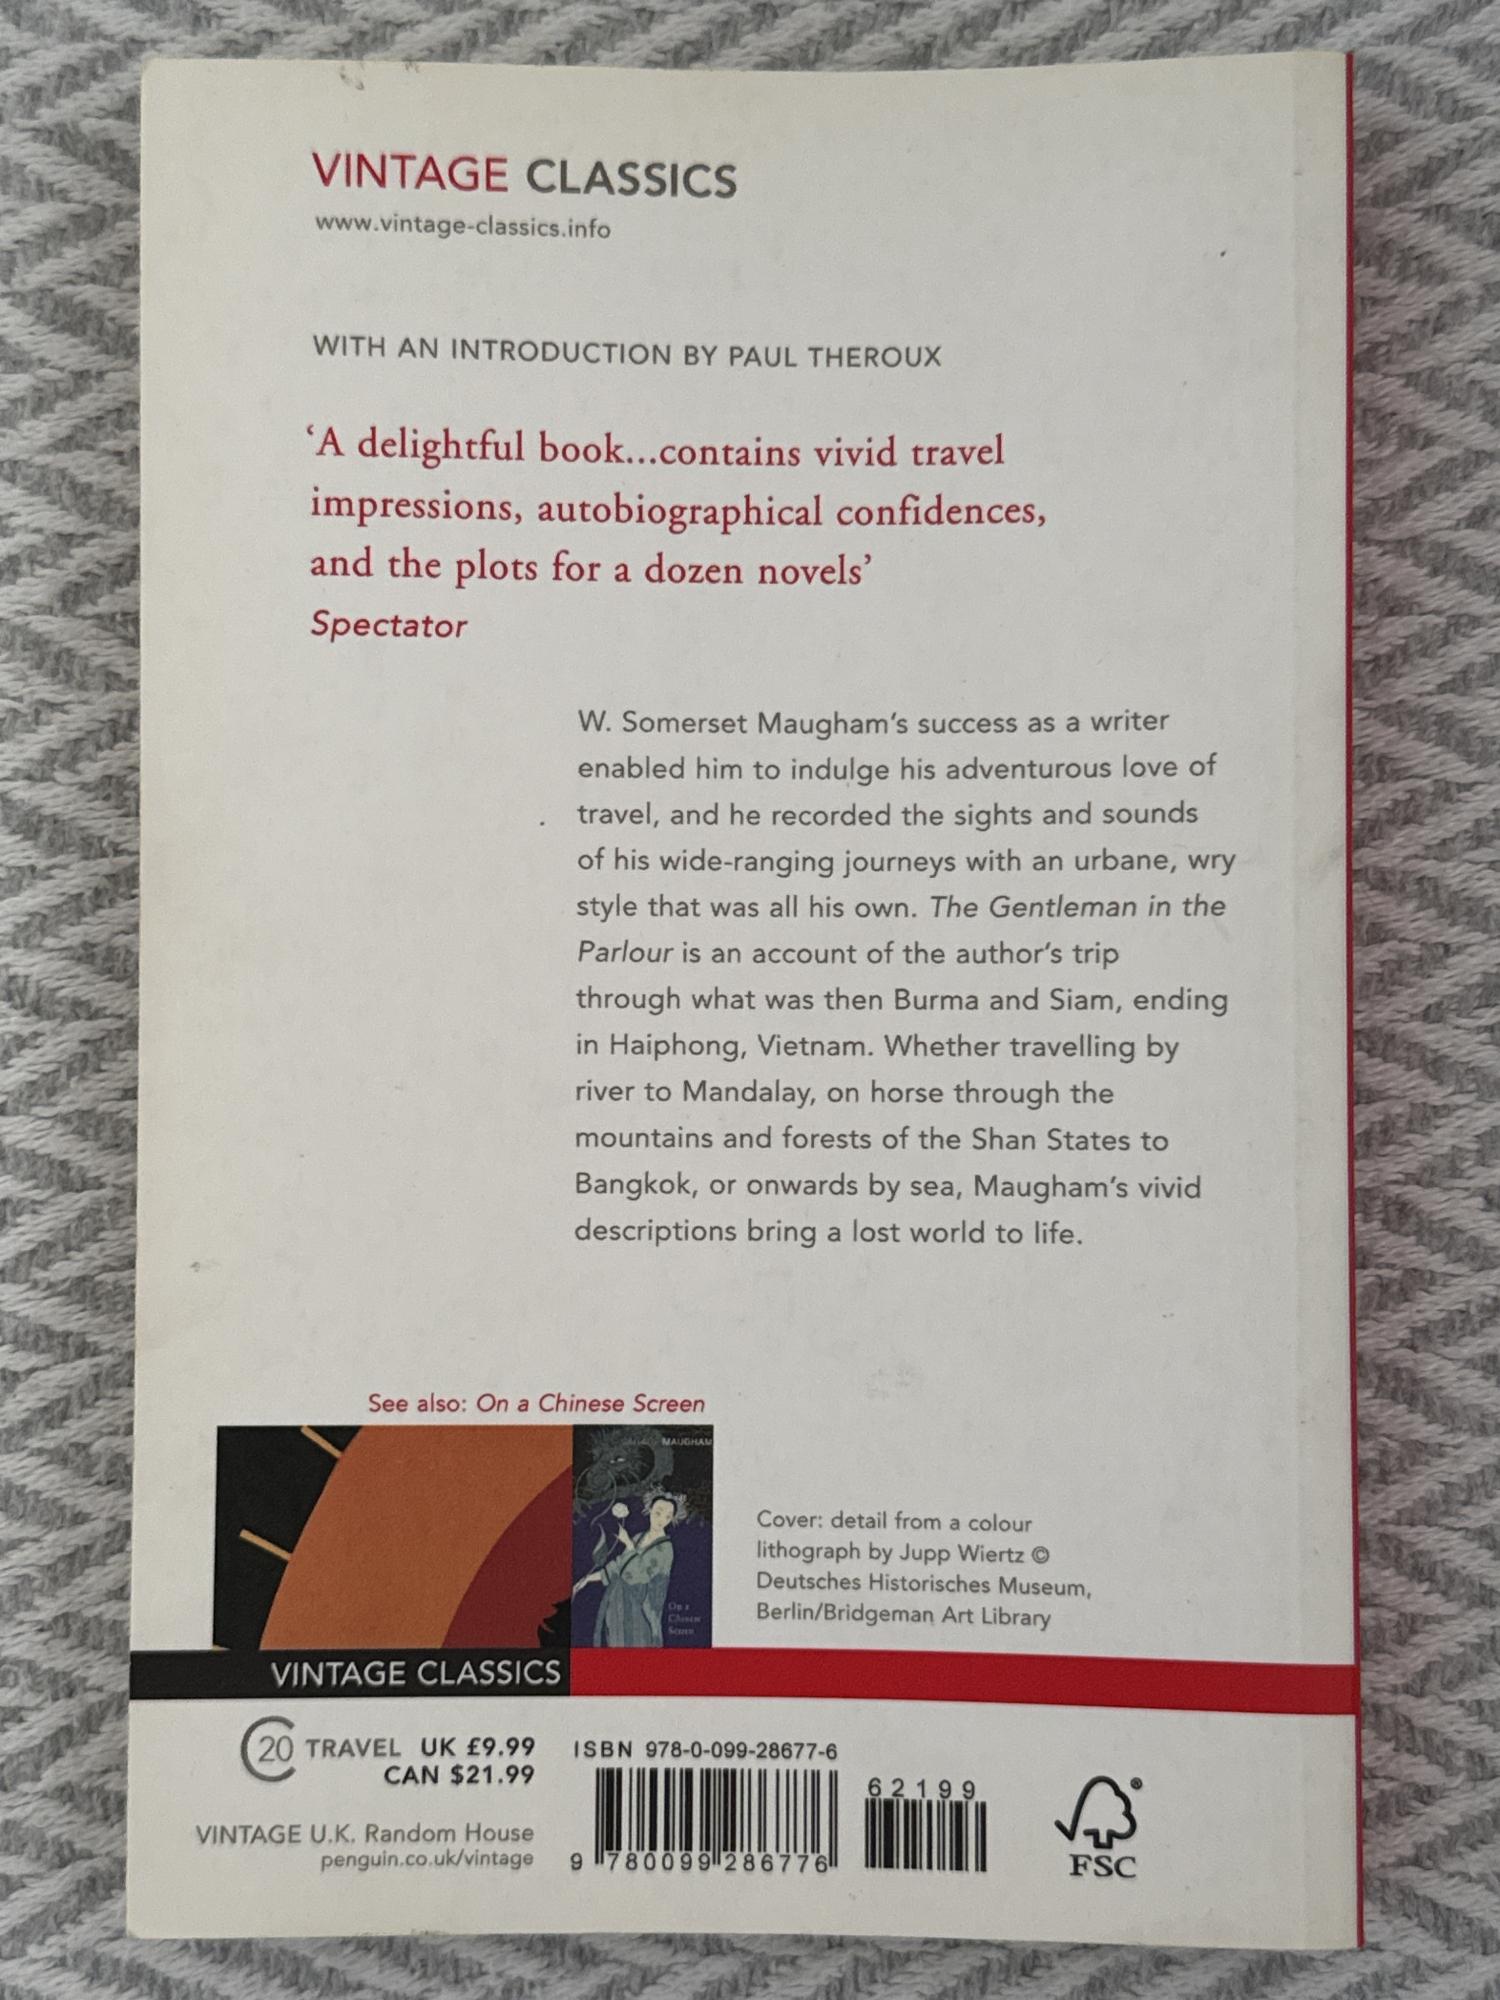 VINTAGE CLASSICS
www.vintage-classics.info
WITH AN INTRODUCTION BY PAUL THEROUX
‘A delightful book...contains vivid travel
impressions, autobiographical confidences,
and the plots for a dozen novels’
Spectator
W. Somerset Maugham’s success as a writer
enabled him to indulge his adventurous love of
travel, and he recorded the sights and sounds
of his wide-ranging journeys with an urbane, wry
style that was all his own. The Gentleman in the
Parlour is an account of the author’s trip
through what was then Burma and Siam, ending
in Haiphong, Vietnam. Whether travelling by
river to Mandalay, on horse through the
mountains and forests of the Shan States to
Bangkok, or onwards by sea, Maugham’s vivid
descriptions bring a lost world to life.
See also: On a Chinese Screen
MAUGHAM
On a
Chinese
Screen
Cover: detail from a colour
lithograph by Jupp Wiertz ©
Deutsches Historisches Museum,
Berlin/Bridgeman Art Library
VINTAGE CLASSICS
C20 TRAVEL UK £9.99
CAN $21.99
VINTAGE U.K. Random House
penguin.co.uk/vintage
ISBN 978-0-099-28677-6
9 780099 286776
62199
®
FSC